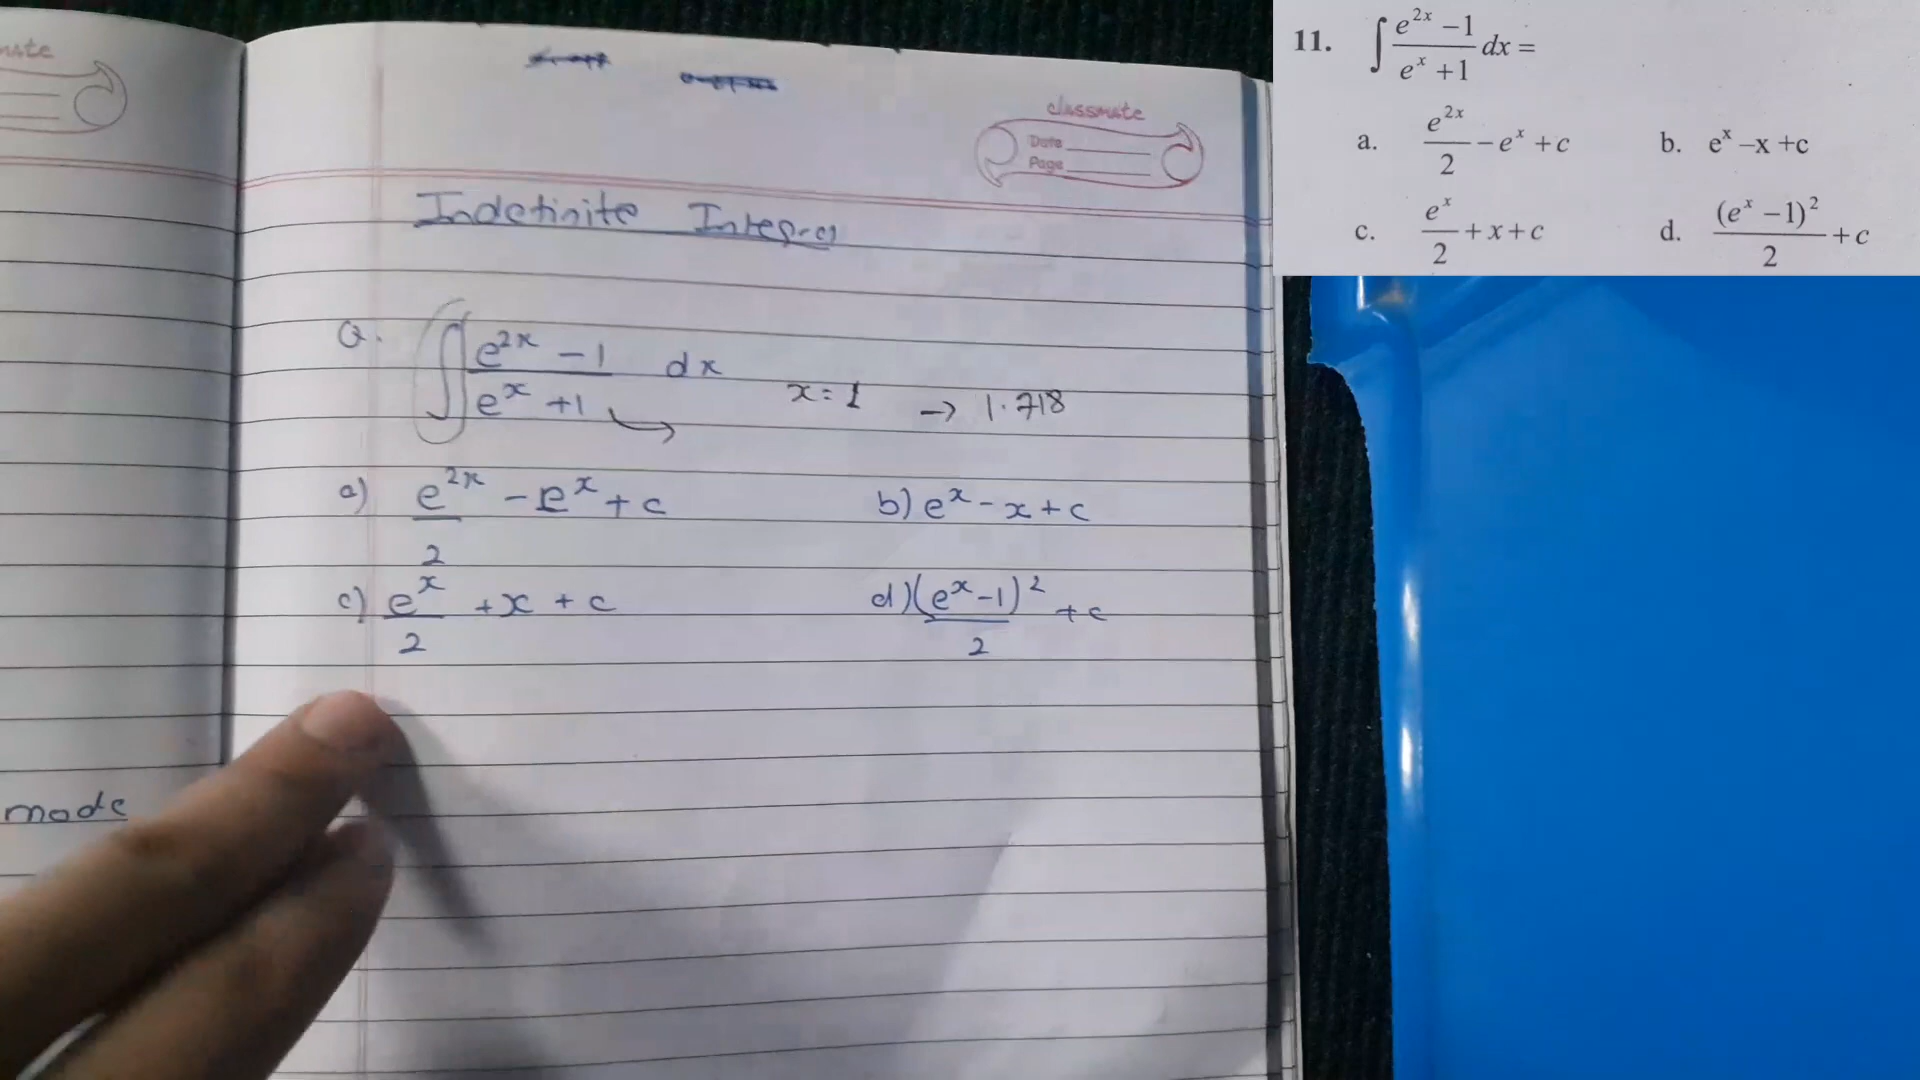 mate
mode
classmate
Date
Page
Indefinite
Q. ∫ e^2x - 1 / e^x + 1 dx x = 1 → 1.718
a) e^2x / 2 - e^x + c b) e^x - x + c
c) e^x / 2 + x + c d) (e^x - 1)^2 / 2 + c
11. ∫ e^2x - 1 / e^x + 1 dx =
a. e^2x / 2 - e^x + c b. e^x - x + c
c. e^x / 2 + x + c d. (e^x - 1)^2 / 2 + c